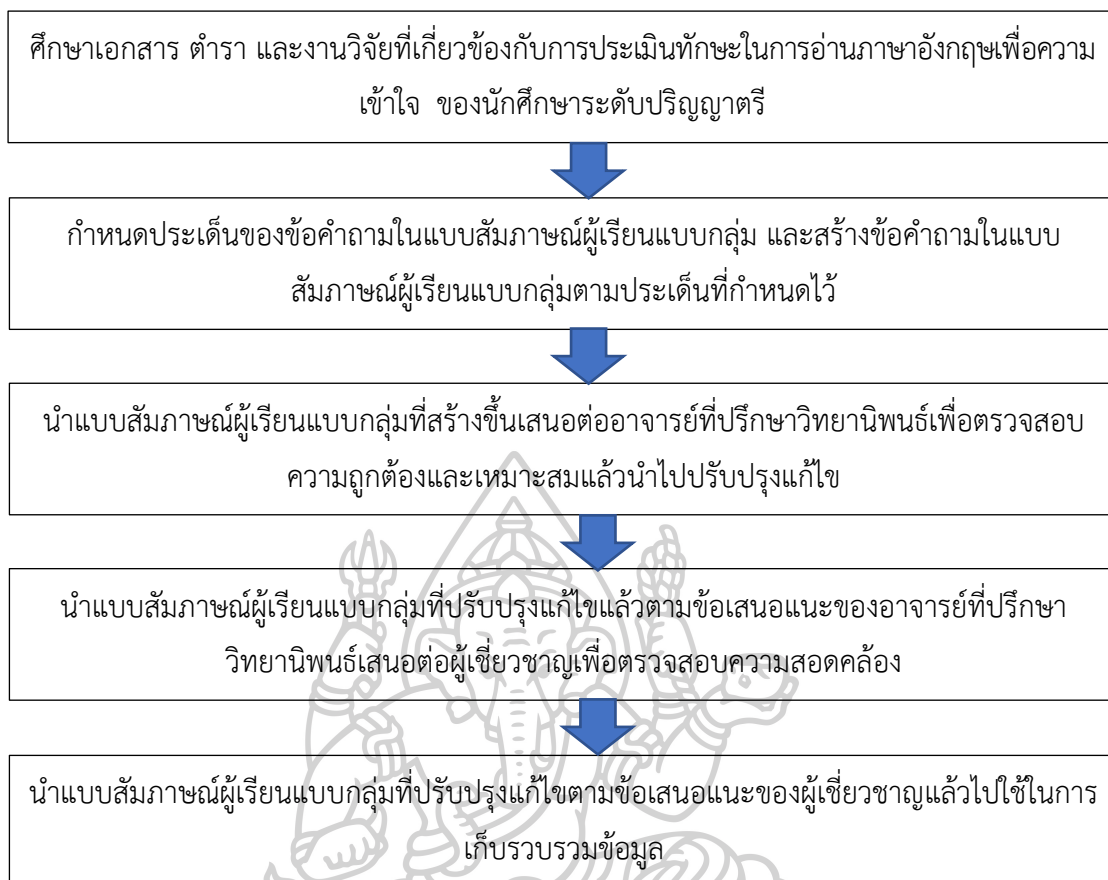 ศึกษาเอกสาร ตำรา และงานวิจัยที่เกี่ยวข้องกับการประเมินทักษะในการอ่านภาษาอังกฤษเพื่อความ
เข้าใจ ของนักศึกษาระดับปริญญาตรี
กำหนดประเด็นของข้อคำถามในแบบสัมภาษณ์ผู้เรียนแบบกลุ่ม และสร้างข้อคำถามในแบบ
สัมภาษณ์ผู้เรียนแบบกลุ่มตามประเด็นที่กำหนดไว้
นำแบบสัมภาษณ์ผู้เรียนแบบกลุ่มที่สร้างขึ้นเสนอต่ออาจารย์ที่ปรึกษาวิทยานิพนธ์เพื่อตรวจสอบ
ความถูกต้องและเหมาะสมแล้วนำไปปรับปรุงแก้ไข
นำแบบสัมภาษณ์ผู้เรียนแบบกลุ่มที่ปรับปรุงแก้ไขแล้วตามข้อเสนอแนะของอาจารย์ที่ปรึกษา
วิทยานิพนธ์เสนอต่อผู้เชี่ยวชาญเพื่อตรวจสอบความสอดคล้อง
นำแบบสัมภาษณ์ผู้เรียนแบบกลุ่มที่ปรับปรุงแก้ไขตามข้อเสนอแนะของผู้เชี่ยวชาญแล้วไปใช้ในการ
เก็บรวบรวมข้อมูล